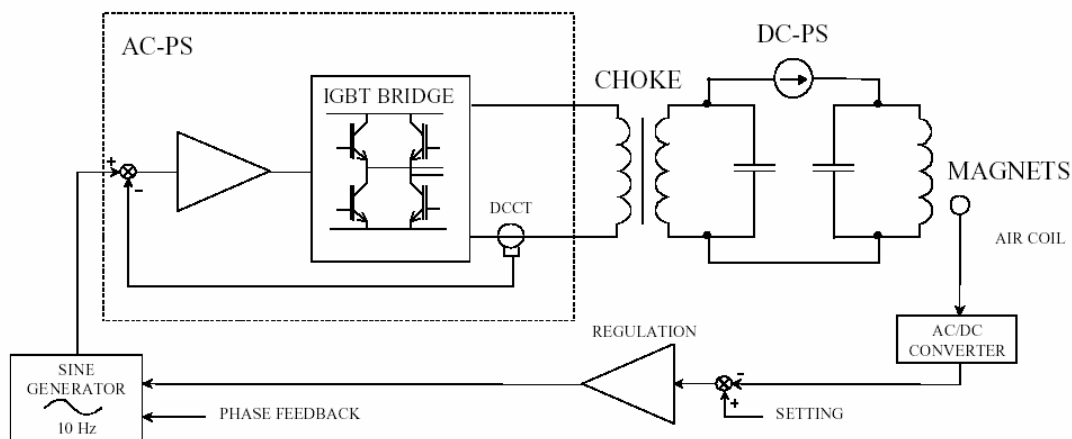 AC-PS
DC-PS
CHOKE
IGBT BRIDGE
+
-
DCCT
MAGNETS
AIR COIL
REGULATION
AC/DC
CONVERTER
SINE
GENERATOR
10 Hz
PHASE FEEDBACK
-
+
SETTING